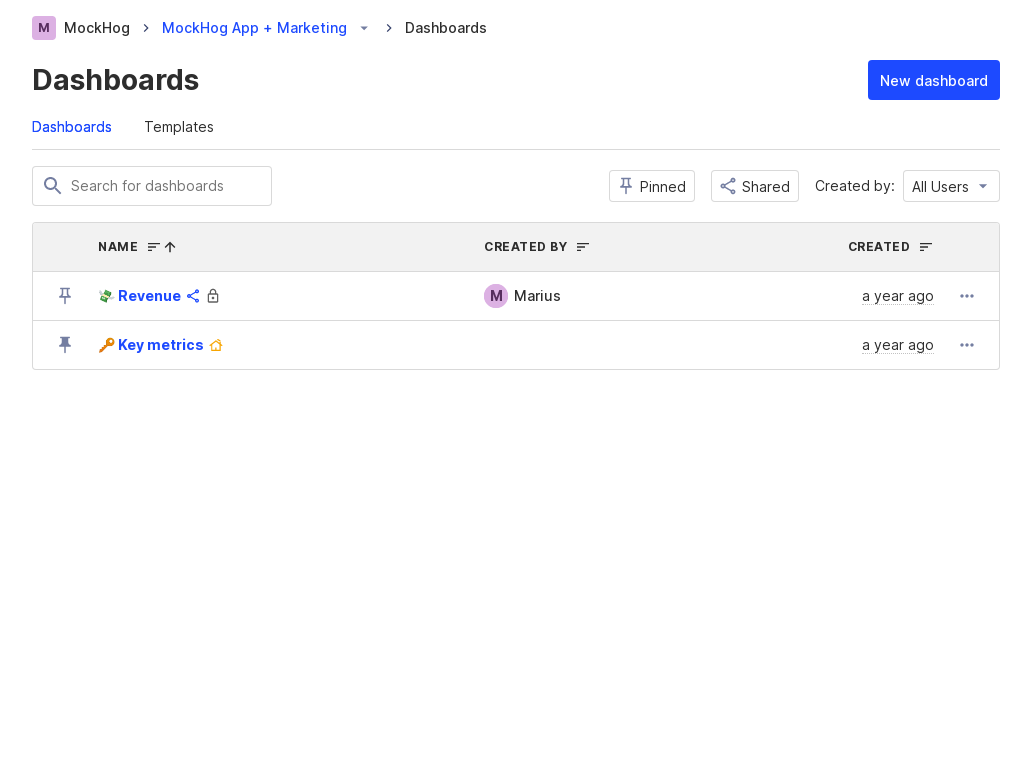 M MockHog MockHog App + Marketing Dashboards
Dashboards New dashboard
Dashboards Templates
Search for dashboards Pinned Shared Created by: All Users
NAME CREATED BY CREATED
💸 Revenue M Marius a year ago
🔑 Key metrics a year ago